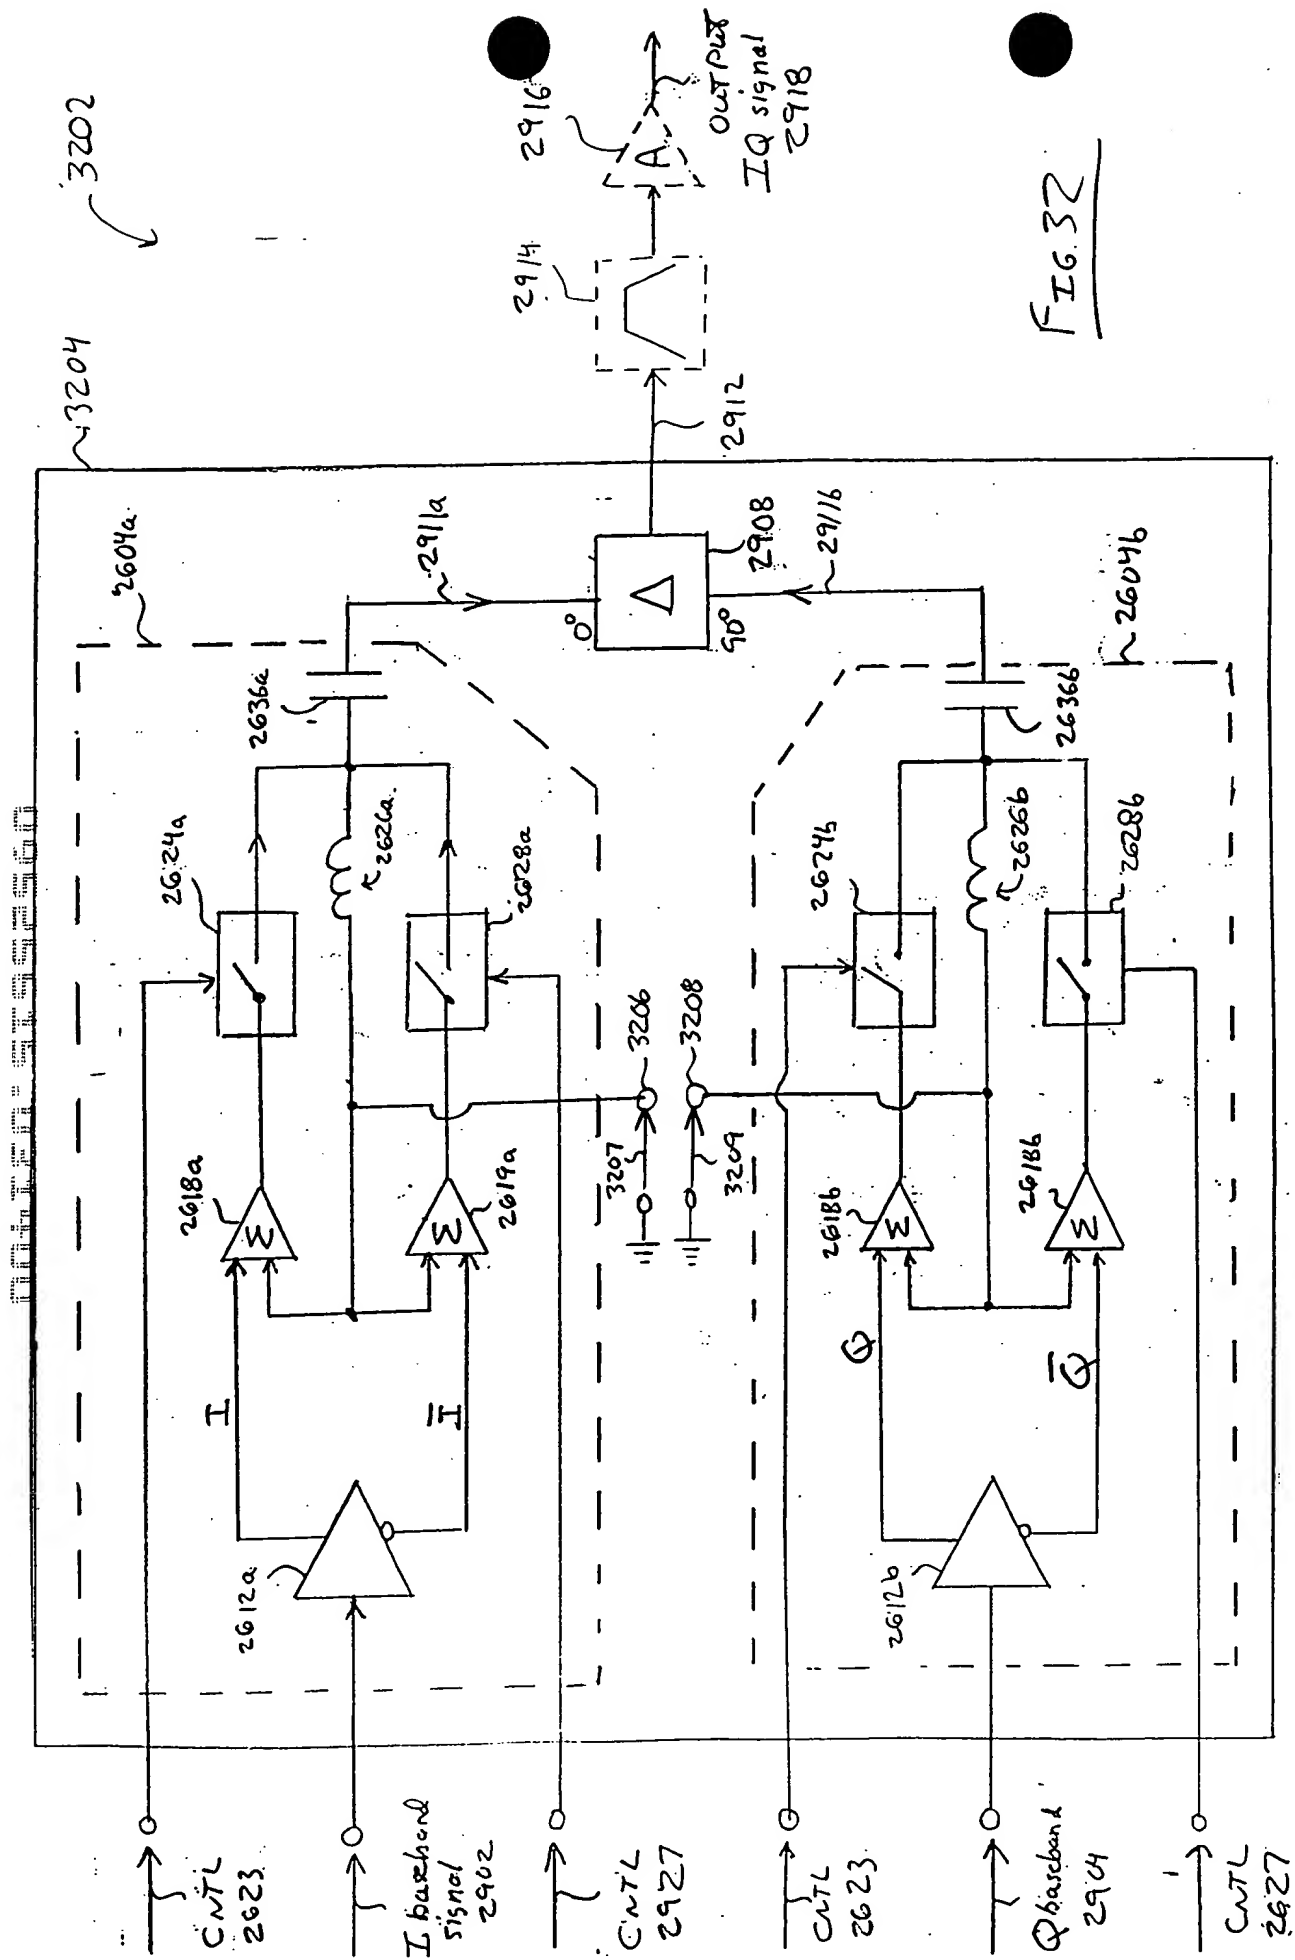 3202
3204
2604a
2618a
2624a
2636a
2911a
I
2612a
2626a
Ī
Σ
Σ
2619a
2628a
0°
Δ
90°
2908
2911b
2912
2914
2916
A
OUTPUT
IQ signal
2918
3206
3207
3208
3209
2604b
Q
2612b
2618b
Σ
2624b
2626b
2636b
Q̄
2618b
Σ
2628b
CNTL
2623
I baseband
signal
2902
CNTL
2927
CNTL
2623
Q baseband
2904
CNTL
2627
FIG. 32